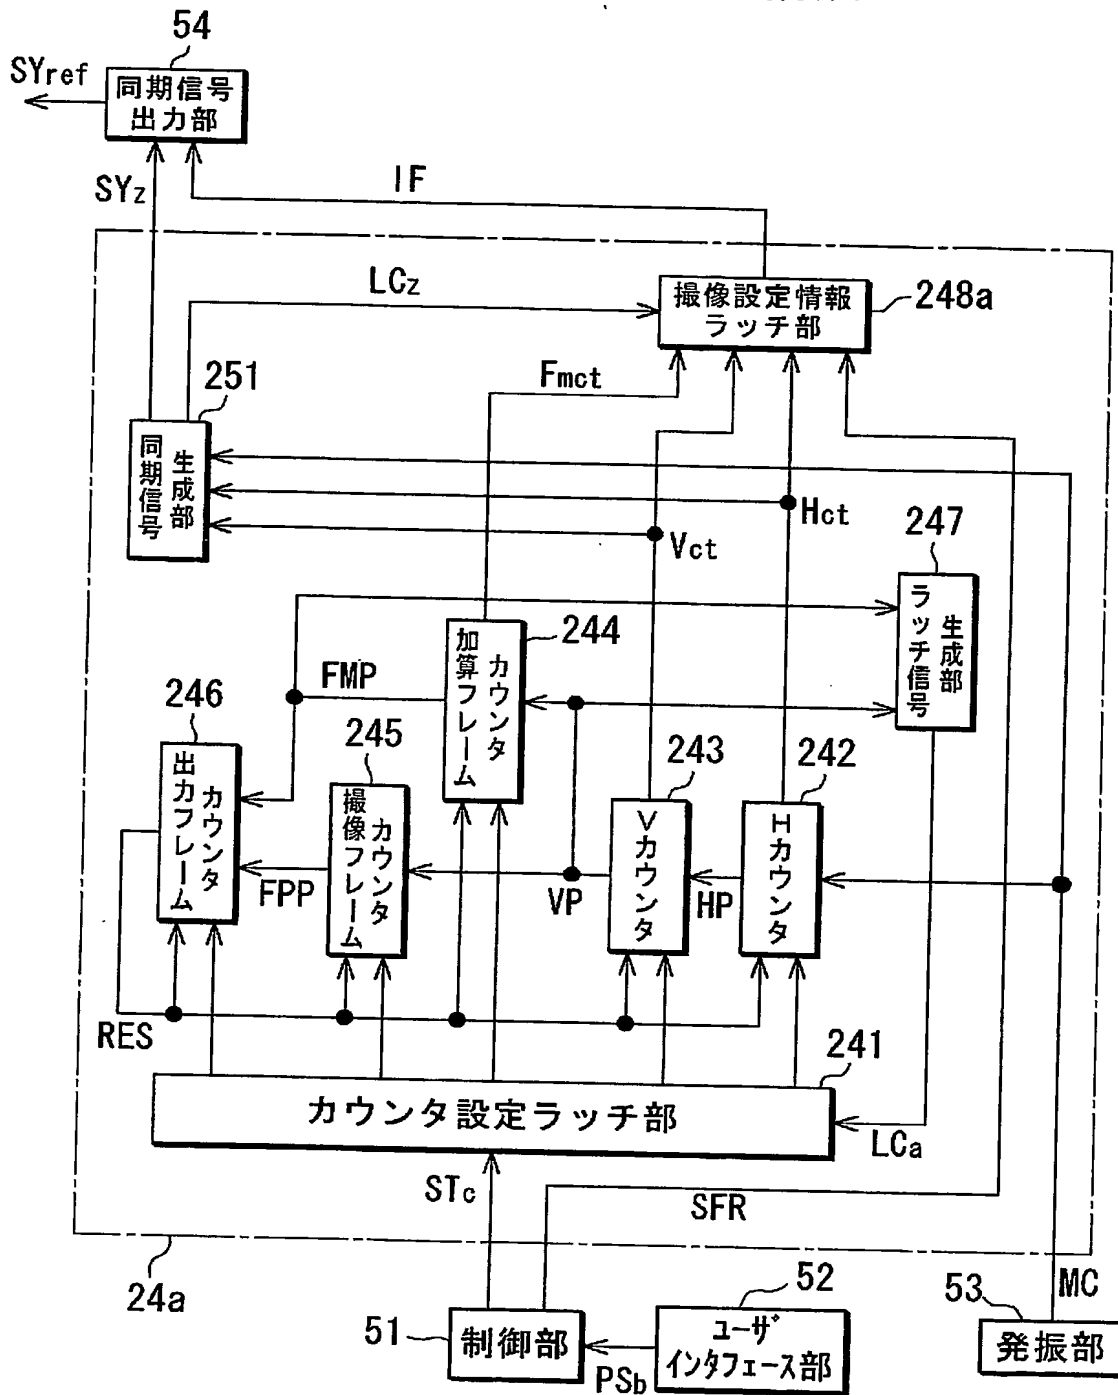 54
SYref
同期信号
出力部
SYz
IF
LCz
撮像設定情報
ラッチ部
248a
Fmct
251
同期信号
生成部
Hct
Vct
247
ラッチ信号
生成部
244
加算フレーム
カウンタ
FMP
246
出力フレーム
カウンタ
245
撮像フレーム
カウンタ
243
Vカウンタ
242
Hカウンタ
FPP
VP
HP
RES
241
カウンタ設定ラッチ部
LCa
STc
SFR
24a
51
制御部
52
ユーザ
インタフェース部
PSb
53
MC
発振部